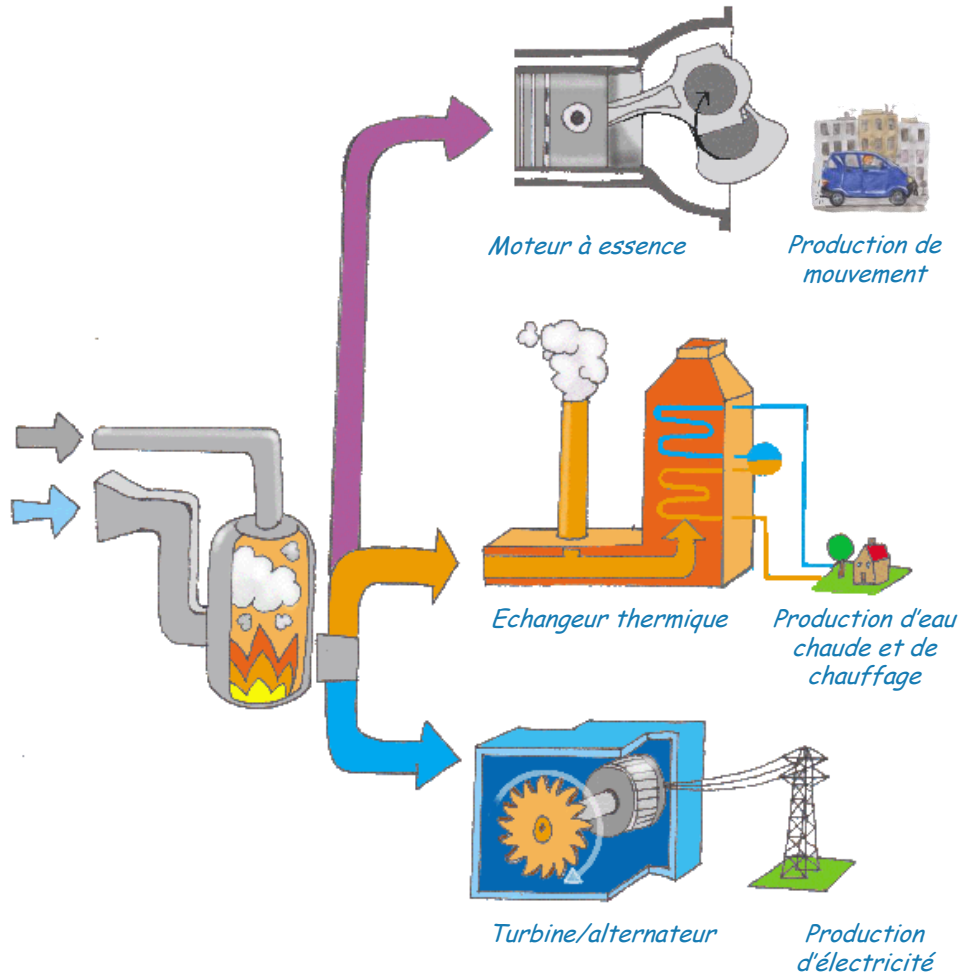 Moteur à essence
Production de
mouvement
Echangeur thermique
Production d'eau
chaude et de
chauffage
Turbine/alternateur
Production
d'électricité